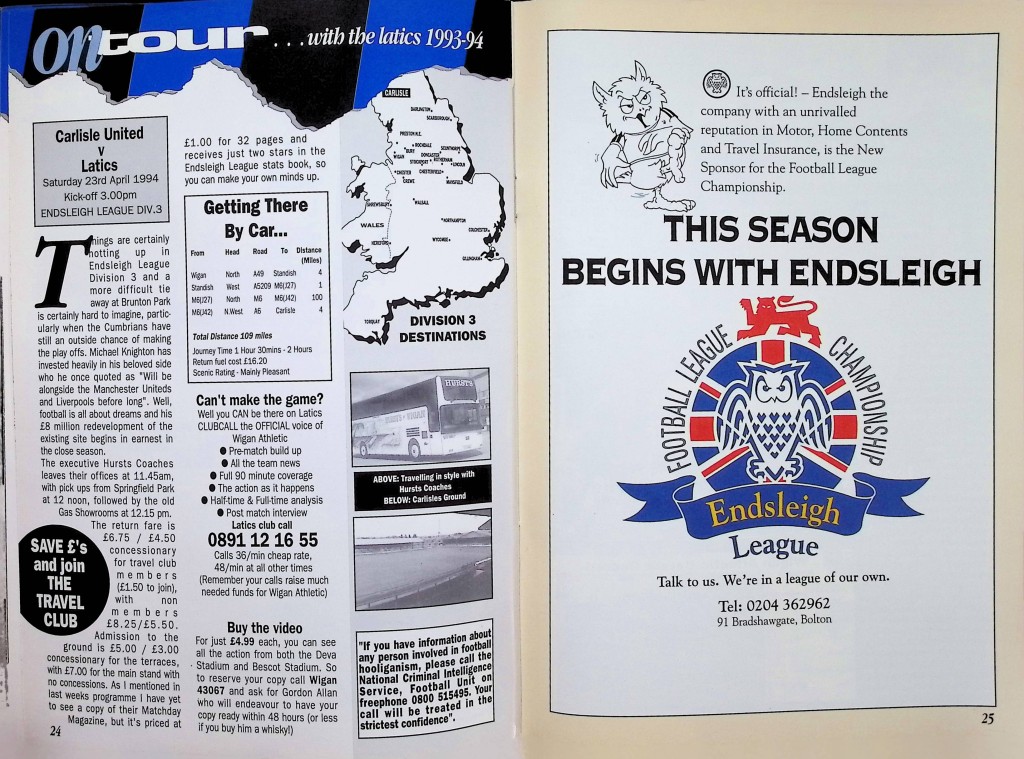 on tour ...with the latics 1993-94
Carlisle United
v
Latics
Saturday 23rd April 1994
Kick-off 3.00pm
ENDSLEIGH LEAGUE DIV.3
Things are certainly
hotting up in
Endsleigh League
Division 3 and a
more difficult tie
away at Brunton Park
is certainly hard to imagine, partic-
ularly when the Cumbrians have
still an outside chance of making
the play offs. Michael Knighton has
invested heavily in his beloved side
who he once quoted as "Will be
alongside the Manchester Uniteds
and Liverpools before long". Well,
football is all about dreams and his
£8 million redevelopment of the
existing site begins in earnest in
the close season.
The executive Hursts Coaches
leaves their offices at 11.45am,
with pick ups from Springfield Park
at 12 noon, followed by the old
Gas Showrooms at 12.15 pm.
The return fare is
£6.75 / £4.50
concessionary
for travel club
members
(£1.50 to join),
with non
members
£8.25/£5.50.
Admission to the
ground is £5.00 / £3.00
concessionary for the terraces,
with £7.00 for the main stand with
no concessions. As I mentioned in
last weeks programme I have yet
to see a copy of their Matchday
Magazine, but it's priced at
SAVE £'s
and join
THE
TRAVEL
CLUB
24
£1.00 for 32 pages and
receives just two stars in the
Endsleigh League stats book, so
you can make your own minds up.
Getting There
By Car...
From Head Road To Distance
(Miles)
Wigan North A49 Standish 4
Standish West A5209 M6(J27) 1
M6(J27) North M6 M6(J42) 100
M6(J42) N.West A6 Carlisle 4
Total Distance 109 miles
Journey Time 1 Hour 30mins - 2 Hours
Return fuel cost £16.20
Scenic Rating - Mainly Pleasant
Can't make the game?
Well you CAN be there on Latics
CLUBCALL the OFFICIAL voice of
Wigan Athletic
● Pre-match build up
● All the team news
● Full 90 minute coverage
● The action as it happens
● Half-time & Full-time analysis
● Post match interview
Latics club call
0891 12 16 55
Calls 36/min cheap rate,
48/min at all other times
(Remember your calls raise much
needed funds for Wigan Athletic)
Buy the video
For just £4.99 each, you can see
all the action from both the Deva
Stadium and Bescot Stadium. So
to reserve your copy call Wigan
43067 and ask for Gordon Allan
who will endeavour to have your
copy ready within 48 hours (or less
if you buy him a whisky!)
CARLISLE
DARLINGTON
SCARBOROUGH
PRESTON N.E.
ROCHDALE
BURY
SCUNTHORPE
WIGAN
DONCASTER
ROTHERHAM
STOCKPORT
LINCOLN
CHESTER
CHESTERFIELD
CREWE
MANSFIELD
SHREWSBURY
WALSALL
WALES
NORTHAMPTON
HEREFORD
COLCHESTER
WYCOMBE
GILLINGHAM
TORQUAY
DIVISION 3
DESTINATIONS
HURST'S
ABOVE: Travelling in style with
Hursts Coaches
BELOW: Carlisles Ground
"If you have information about
any person involved in football
hooliganism, please call the
National Criminal Intelligence
Service, Football Unit on
freephone 0800 515495. Your
call will be treated in the
strictest confidence".
It's official! – Endsleigh the
company with an unrivalled
reputation in Motor, Home Contents
and Travel Insurance, is the New
Sponsor for the Football League
Championship.
THIS SEASON
BEGINS WITH ENDSLEIGH
FOOTBALL LEAGUE CHAMPIONSHIP
Endsleigh
League
Talk to us. We're in a league of our own.
Tel: 0204 362962
91 Bradshawgate, Bolton
25